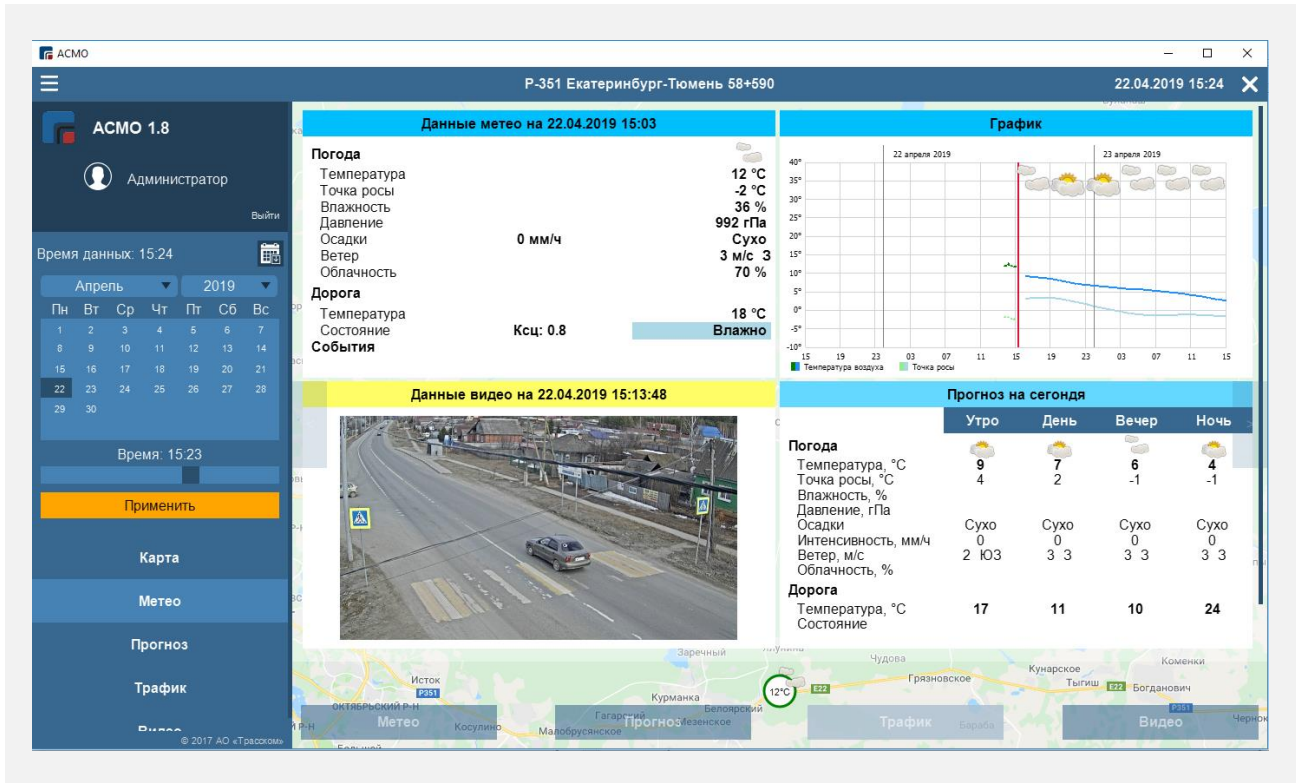 АСМО
Р-351 Екатеринбург-Тюмень 58+590
22.04.2019 15:24
АСМО 1.8
Администратор
Выйти
Время данных: 15:24
Апрель 2019
Пн Вт Ср Чт Пт Сб Вс
1 2 3 4 5 6 7
8 9 10 11 12 13 14
15 16 17 18 19 20 21
22 23 24 25 26 27 28
29 30
Время: 15:23
Применить
Карта
Метео
Прогноз
Трафик
Видео
© 2017 АО «Трасском»
Данные метео на 22.04.2019 15:03
Погода
Температура 12 °C
Точка росы -2 °C
Влажность 36 %
Давление 992 гПа
Осадки 0 мм/ч Сухо
Ветер 3 м/с З
Облачность 70 %
Дорога
Температура 18 °C
Состояние Ксц: 0.8 Влажно
События
График
22 апреля 2019 23 апреля 2019
40°
35°
30°
25°
20°
15°
10°
5°
0°
-5°
-10°
15 19 23 03 07 11 15 19 23 03 07 11 15
Температура воздуха Точка росы
Данные видео на 22.04.2019 15:13:48
Прогноз на сегондя
Утро День Вечер Ночь
Погода
Температура, °C 9 7 6 4
Точка росы, °C 4 2 -1 -1
Влажность, %
Давление, гПа
Осадки Сухо Сухо Сухо Сухо
Интенсивность, мм/ч 0 0 0 0
Ветер, м/с 2 ЮЗ 3 З 3 З 3 З
Облачность, %
Дорога
Температура, °C 17 11 10 24
Состояние
Заречный
Чудова
Коменки
Кунарское
Исток
Грязновское
Тыгиш
E22
Богданович
P351
12°C
E22
Курманка
Белоярский
ОКТЯБРЬСКИЙ Р-Н
P351
Метео
Прогноз
Трафик
Видео
Косулино
Малобрусянское
Мезенское
Бараба